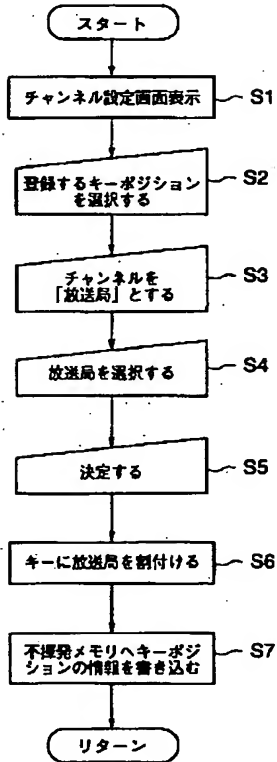 スタート
チャンネル設定画面表示
S1
登録するキーポジション
を選択する
S2
チャンネルを
「放送局」とする
S3
放送局を選択する
S4
決定する
S5
キーに放送局を割付ける
S6
不揮発メモリへキーポジ
ションの情報を書き込む
S7
リターン